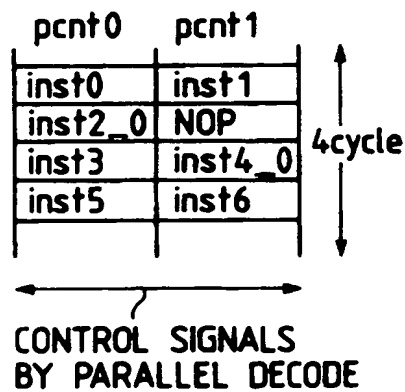 pcnt0 pcnt1
inst0 inst1
inst2_0 NOP
inst3 inst4_0
inst5 inst6
4cycle
CONTROL SIGNALS
BY PARALLEL DECODE